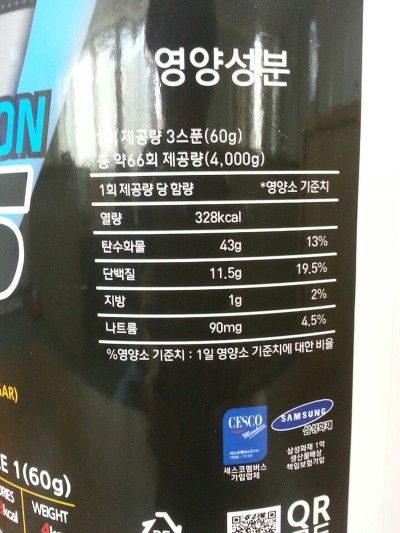 영양성분
ON
제공량 3스푼(60g)
총 약66회 제공량(4,000g)
1회 제공량 당 함량 *영양소 기준치
열량 328kcal
탄수화물 43g 13%
단백질 11.5g 19.5%
지방 1g 2%
나트륨 90mg 4.5%
%영양소 기준치 : 1일 영양소 기준치에 대한 비율
5
GAR)
CESCO
Members
세스코멤버스
가입업체
SAMSUNG
삼성화재
삼성화재 1억
생산물배상
책임보험가입
E 1(60g)
ORIES
kcal
WEIGHT
QR